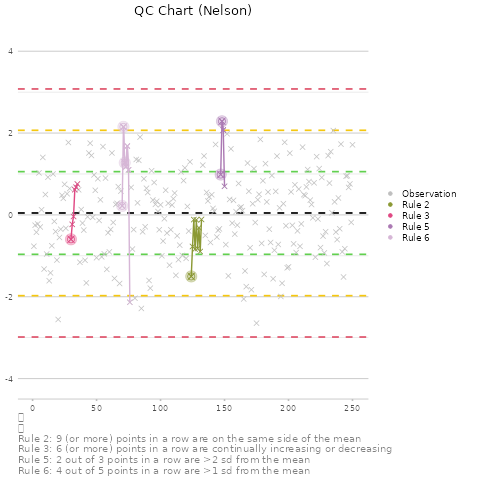 QC Chart (Nelson)
4
2
0
-2
-4
0
50
100
150
200
250
Observation
Rule 2
Rule 3
Rule 5
Rule 6
Rule 2: 9 (or more) points in a row are on the same side of the mean
Rule 3: 6 (or more) points in a row are continually increasing or decreasing
Rule 5: 2 out of 3 points in a row are >2 sd from the mean
Rule 6: 4 out of 5 points in a row are >1 sd from the mean